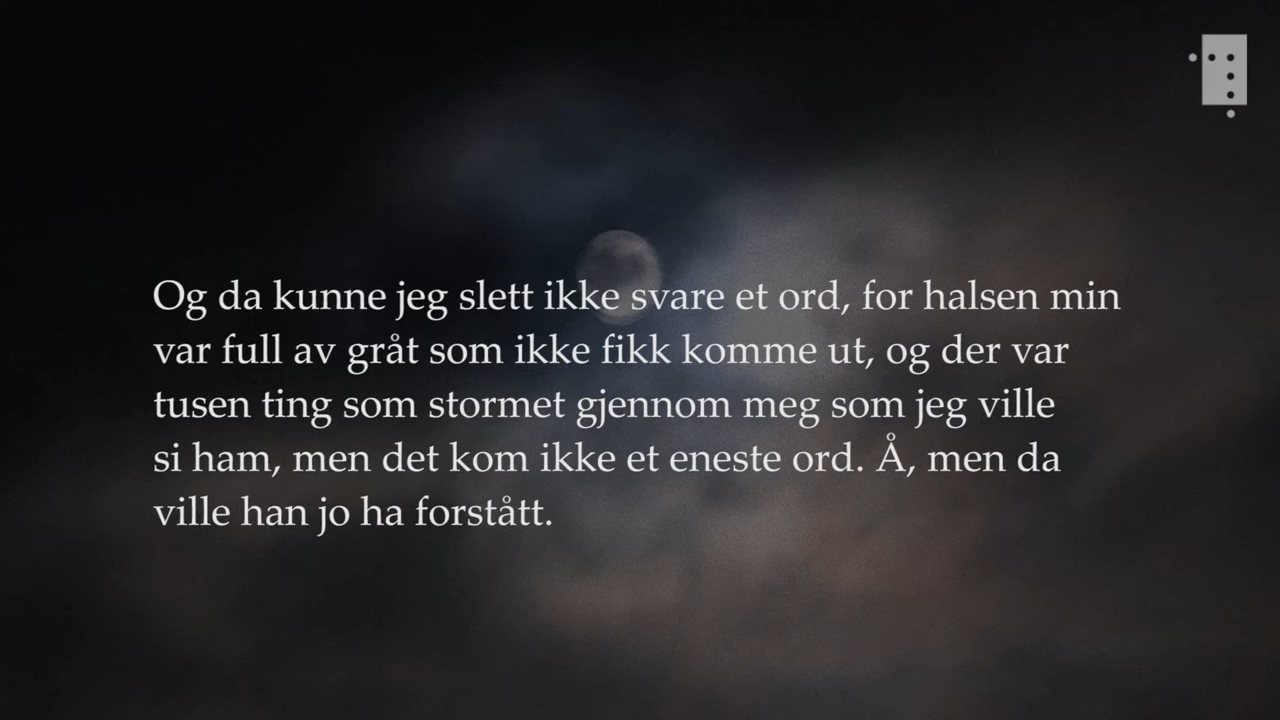 Og da kunne jeg slett ikke svare et ord, for halsen min
var full av gråt som ikke fikk komme ut, og der var
tusen ting som stormet gjennom meg som jeg ville
si ham, men det kom ikke et eneste ord. Å, men da
ville han jo ha forstått.